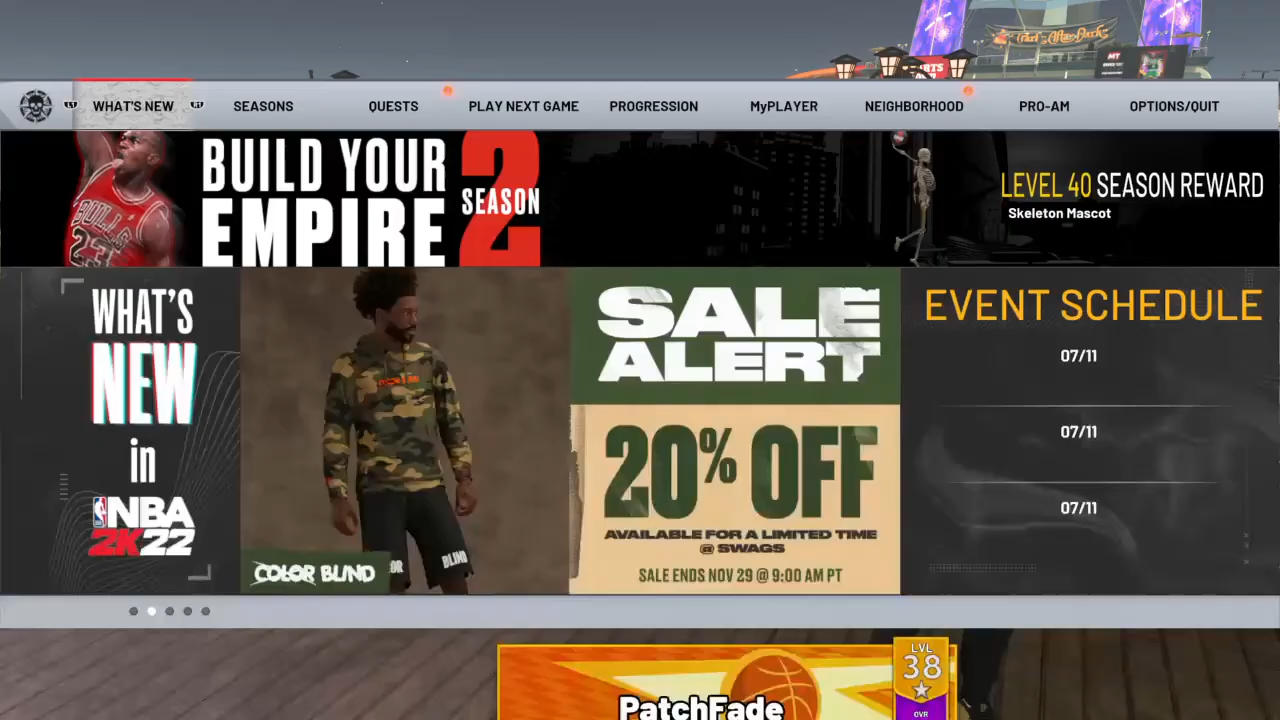 WHAT'S NEW
SEASONS
QUESTS
PLAY NEXT GAME
PROGRESSION
MyPLAYER
NEIGHBORHOOD
PRO-AM
OPTIONS/QUIT
BUILD YOUR
EMPIRE
2
SEASON
BULLS
23
LEVEL 40 SEASON REWARD
Skeleton Mascot
WHAT'S
NEW
in
NBA
2K22
COLOR BLIND
BLIND
SALE
ALERT
20% OFF
AVAILABLE FOR A LIMITED TIME
@ SWAGS
SALE ENDS NOV 29 @ 9:00 AM PT
EVENT SCHEDULE
07/11
07/11
07/11
PatchFade
LVL
38
OVR